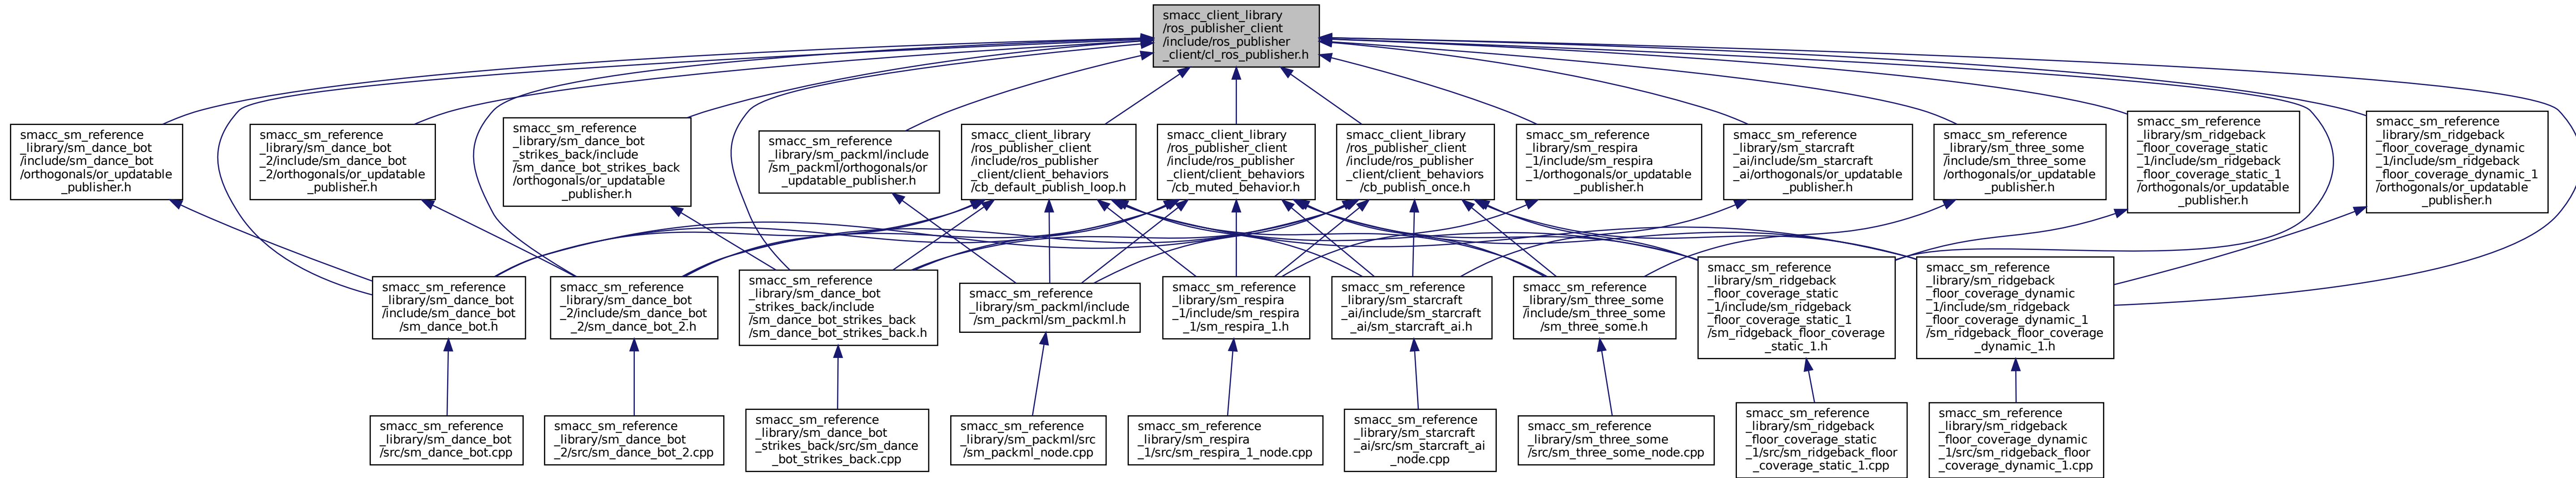 smacc_client_library
/ros_publisher_client
/include/ros_publisher
_client/cl_ros_publisher.h
smacc_sm_reference
_library/sm_dance_bot
/include/sm_dance_bot
/orthogonals/or_updatable
_publisher.h
smacc_sm_reference
_library/sm_dance_bot
_2/include/sm_dance_bot
_2/orthogonals/or_updatable
_publisher.h
smacc_sm_reference
_library/sm_dance_bot
_strikes_back/include
/sm_dance_bot_strikes_back
/orthogonals/or_updatable
_publisher.h
smacc_sm_reference
_library/sm_packml/include
/sm_packml/orthogonals/or
_updatable_publisher.h
smacc_client_library
/ros_publisher_client
/include/ros_publisher
_client/client_behaviors
/cb_default_publish_loop.h
smacc_client_library
/ros_publisher_client
/include/ros_publisher
_client/client_behaviors
/cb_muted_behavior.h
smacc_client_library
/ros_publisher_client
/include/ros_publisher
_client/client_behaviors
/cb_publish_once.h
smacc_sm_reference
_library/sm_respira
_1/include/sm_respira
_1/orthogonals/or_updatable
_publisher.h
smacc_sm_reference
_library/sm_starcraft
_ai/include/sm_starcraft
_ai/orthogonals/or_updatable
_publisher.h
smacc_sm_reference
_library/sm_three_some
/include/sm_three_some
/orthogonals/or_updatable
_publisher.h
smacc_sm_reference
_library/sm_ridgeback
_floor_coverage_static
_1/include/sm_ridgeback
_floor_coverage_static_1
/orthogonals/or_updatable
_publisher.h
smacc_sm_reference
_library/sm_ridgeback
_floor_coverage_dynamic
_1/include/sm_ridgeback
_floor_coverage_dynamic_1
/orthogonals/or_updatable
_publisher.h
smacc_sm_reference
_library/sm_dance_bot
/include/sm_dance_bot
/sm_dance_bot.h
smacc_sm_reference
_library/sm_dance_bot
_2/include/sm_dance_bot
_2/sm_dance_bot_2.h
smacc_sm_reference
_library/sm_dance_bot
_strikes_back/include
/sm_dance_bot_strikes_back
/sm_dance_bot_strikes_back.h
smacc_sm_reference
_library/sm_packml/include
/sm_packml/sm_packml.h
smacc_sm_reference
_library/sm_respira
_1/include/sm_respira
_1/sm_respira_1.h
smacc_sm_reference
_library/sm_starcraft
_ai/include/sm_starcraft
_ai/sm_starcraft_ai.h
smacc_sm_reference
_library/sm_three_some
/include/sm_three_some
/sm_three_some.h
smacc_sm_reference
_library/sm_ridgeback
_floor_coverage_static
_1/include/sm_ridgeback
_floor_coverage_static_1
/sm_ridgeback_floor_coverage
_static_1.h
smacc_sm_reference
_library/sm_ridgeback
_floor_coverage_dynamic
_1/include/sm_ridgeback
_floor_coverage_dynamic_1
/sm_ridgeback_floor_coverage
_dynamic_1.h
smacc_sm_reference
_library/sm_dance_bot
/src/sm_dance_bot.cpp
smacc_sm_reference
_library/sm_dance_bot
_2/src/sm_dance_bot_2.cpp
smacc_sm_reference
_library/sm_dance_bot
_strikes_back/src/sm_dance
_bot_strikes_back.cpp
smacc_sm_reference
_library/sm_packml/src
/sm_packml_node.cpp
smacc_sm_reference
_library/sm_respira
_1/src/sm_respira_1_node.cpp
smacc_sm_reference
_library/sm_starcraft
_ai/src/sm_starcraft_ai
_node.cpp
smacc_sm_reference
_library/sm_three_some
/src/sm_three_some_node.cpp
smacc_sm_reference
_library/sm_ridgeback
_floor_coverage_static
_1/src/sm_ridgeback_floor
_coverage_static_1.cpp
smacc_sm_reference
_library/sm_ridgeback
_floor_coverage_dynamic
_1/src/sm_ridgeback_floor
_coverage_dynamic_1.cpp